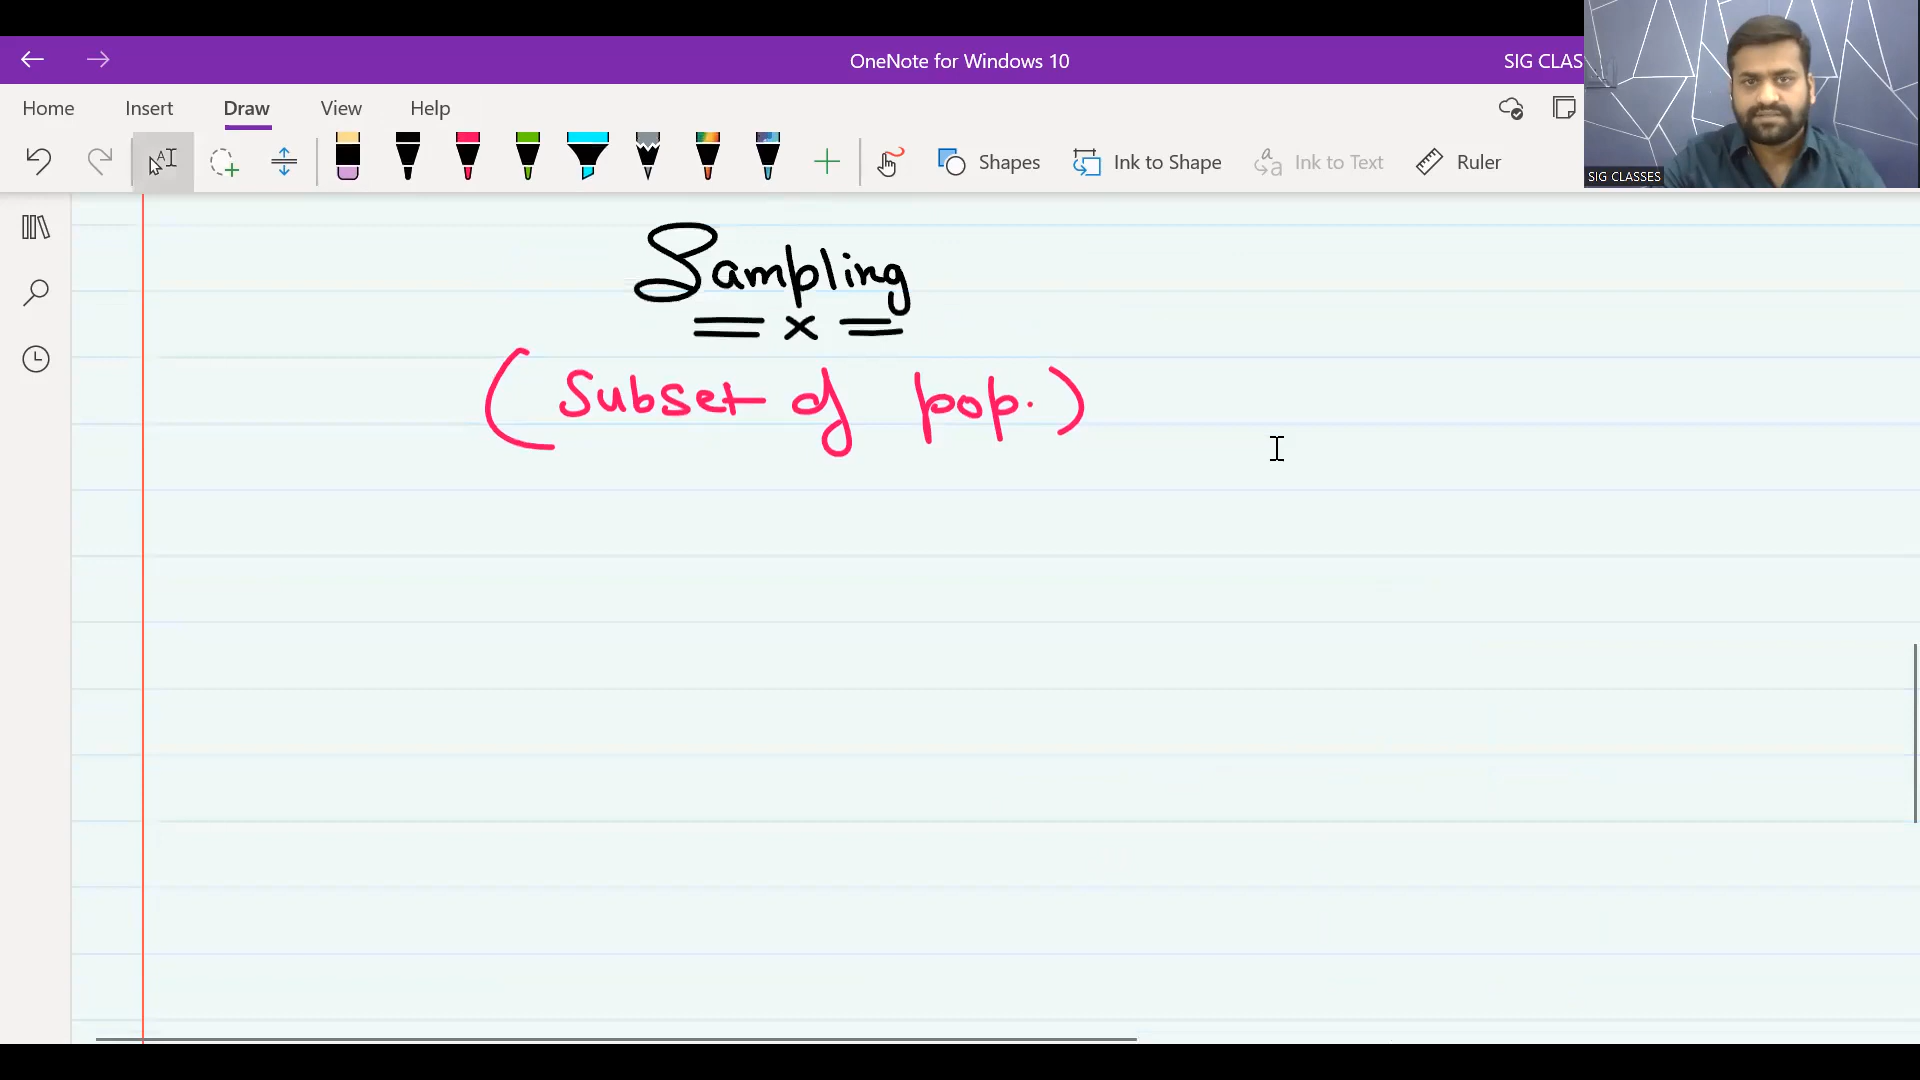 OneNote for Windows 10
SIG CLAS
Home Insert Draw View Help
Shapes Ink to Shape Ink to Text Ruler
SIG CLASSES
Sampling
x
(Subset of pop.)